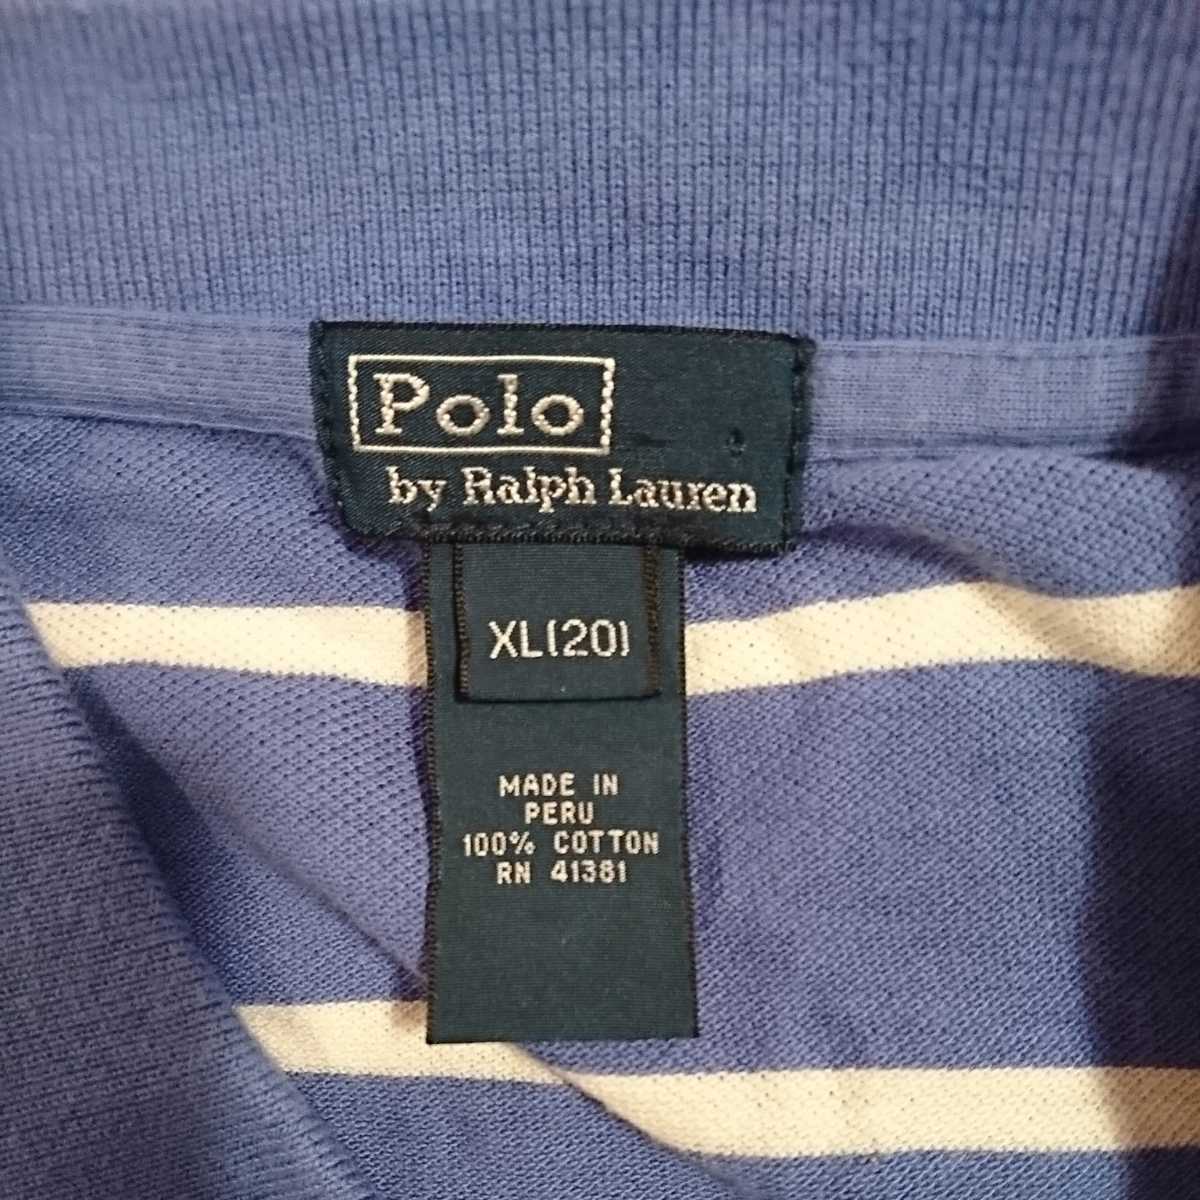 Polo
by Ralph Lauren
XL(20)
MADE IN
PERU
100% COTTON
RN 41381